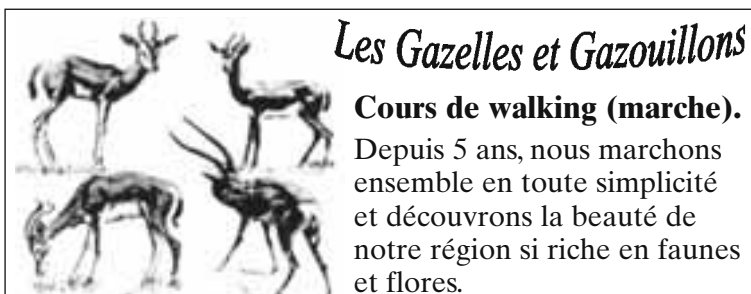 Les Gazelles et Gazouillons
Cours de walking (marche).
Depuis 5 ans, nous marchons
ensemble en toute simplicité
et découvrons la beauté de
notre région si riche en faunes
et flores.